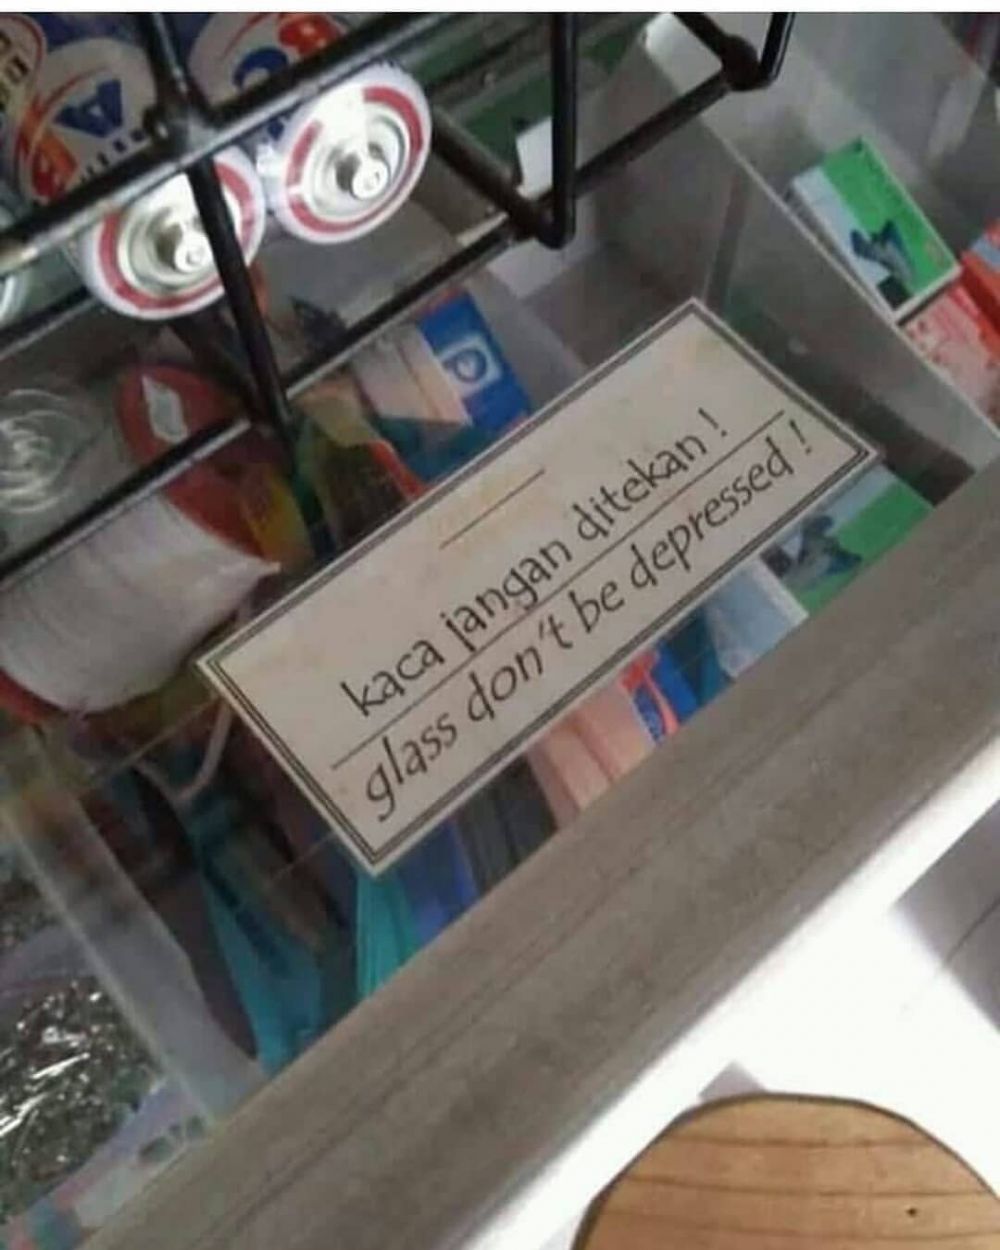 kaca jangan ditekan !
glass don't be depressed !